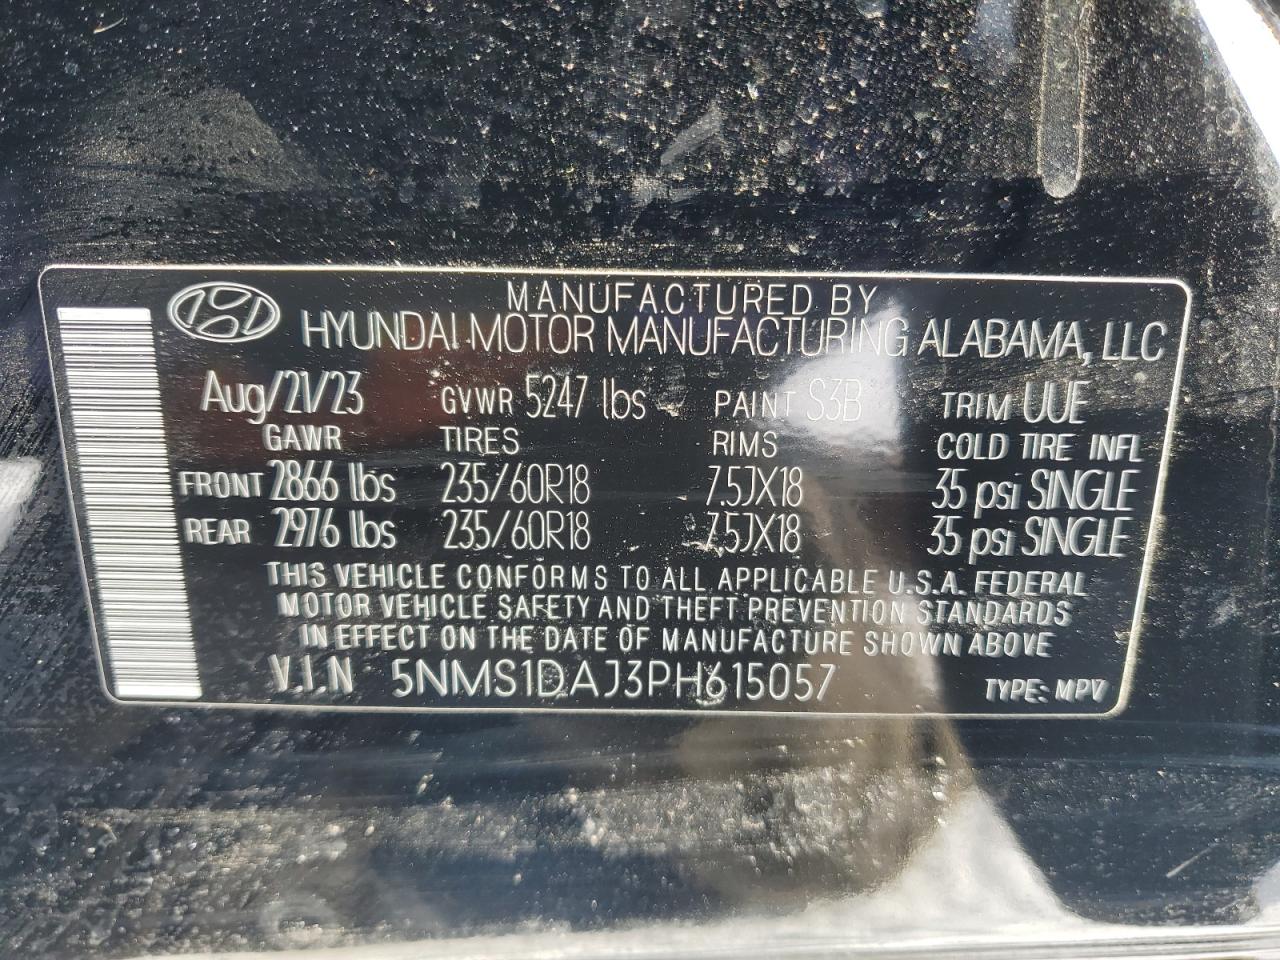 MANUFACTURED BY
HYUNDAI MOTOR MANUFACTURING ALABAMA, LLC
Aug/21/23 GVWR 5247 lbs PAINT S3B TRIM UUE
GAWR TIRES RIMS COLD TIRE INFL
FRONT 2866 lbs 235/60R18 7.5JX18 35 psi SINGLE
REAR 2976 lbs 235/60R18 7.5JX18 35 psi SINGLE
THIS VEHICLE CONFORMS TO ALL APPLICABLE U.S.A. FEDERAL
MOTOR VEHICLE SAFETY AND THEFT PREVENTION STANDARDS
IN EFFECT ON THE DATE OF MANUFACTURE SHOWN ABOVE
V.I.N 5NMS1DAJ3PH615057 TYPE: MPV